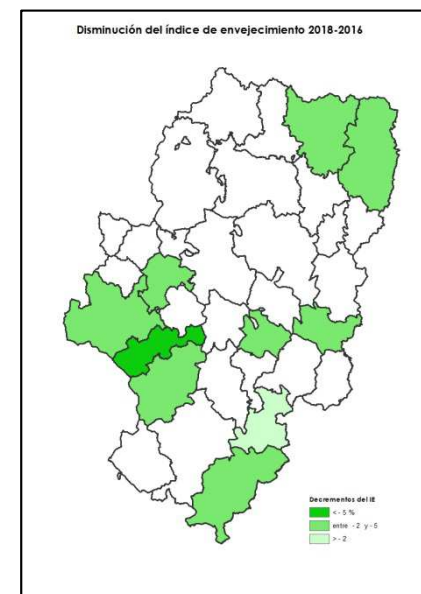 Disminución del índice de envejecimiento 2018-2016
Decrementos del IE
< - 5 %
entre - 2 y - 5
> - 2